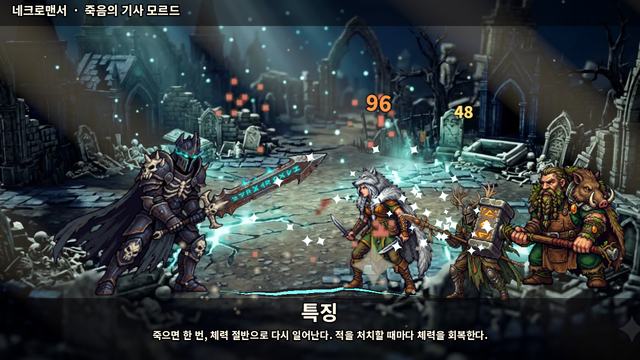 네크로맨서 · 죽음의 기사 모르드
96
48
특징
죽으면 한 번, 체력 절반으로 다시 일어난다. 적을 처치할 때마다 체력을 회복한다.